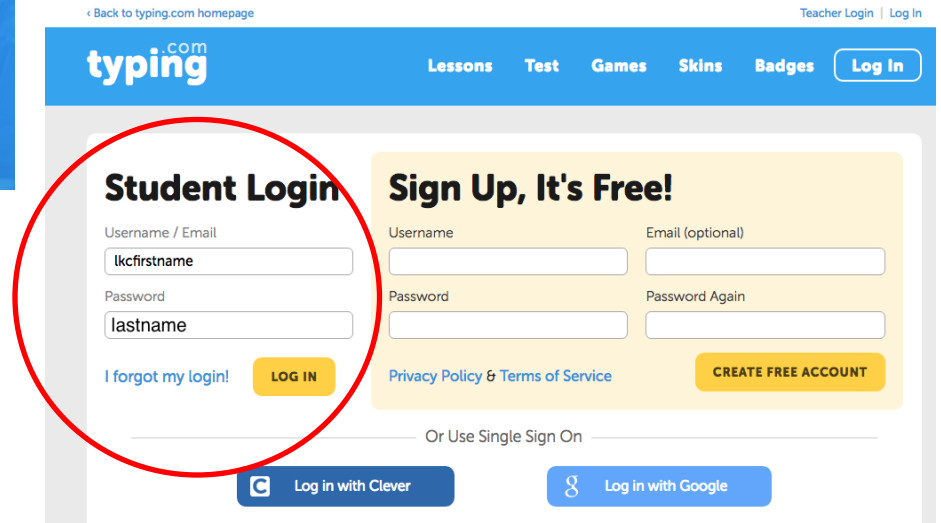 ‹ Back to typing.com homepage
Teacher Login | Log In
typing.com
Lessons Test Games Skins Badges Log In
Student Login
Username / Email
lkcfirstname
Password
lastname
I forgot my login! LOG IN
Sign Up, It's Free!
Username Email (optional)
Password Password Again
Privacy Policy & Terms of Service CREATE FREE ACCOUNT
Or Use Single Sign On
C Log in with Clever
g Log in with Google